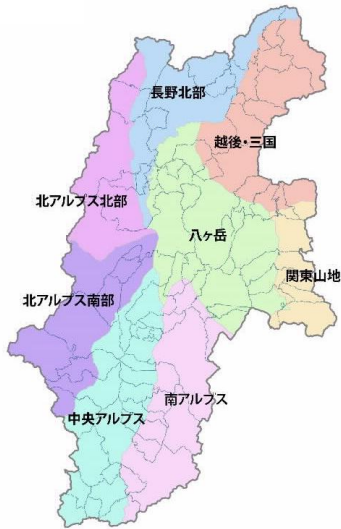 長野北部
越後・三国
北アルプス北部
八ヶ岳
関東山地
北アルプス南部
南アルプス
中央アルプス